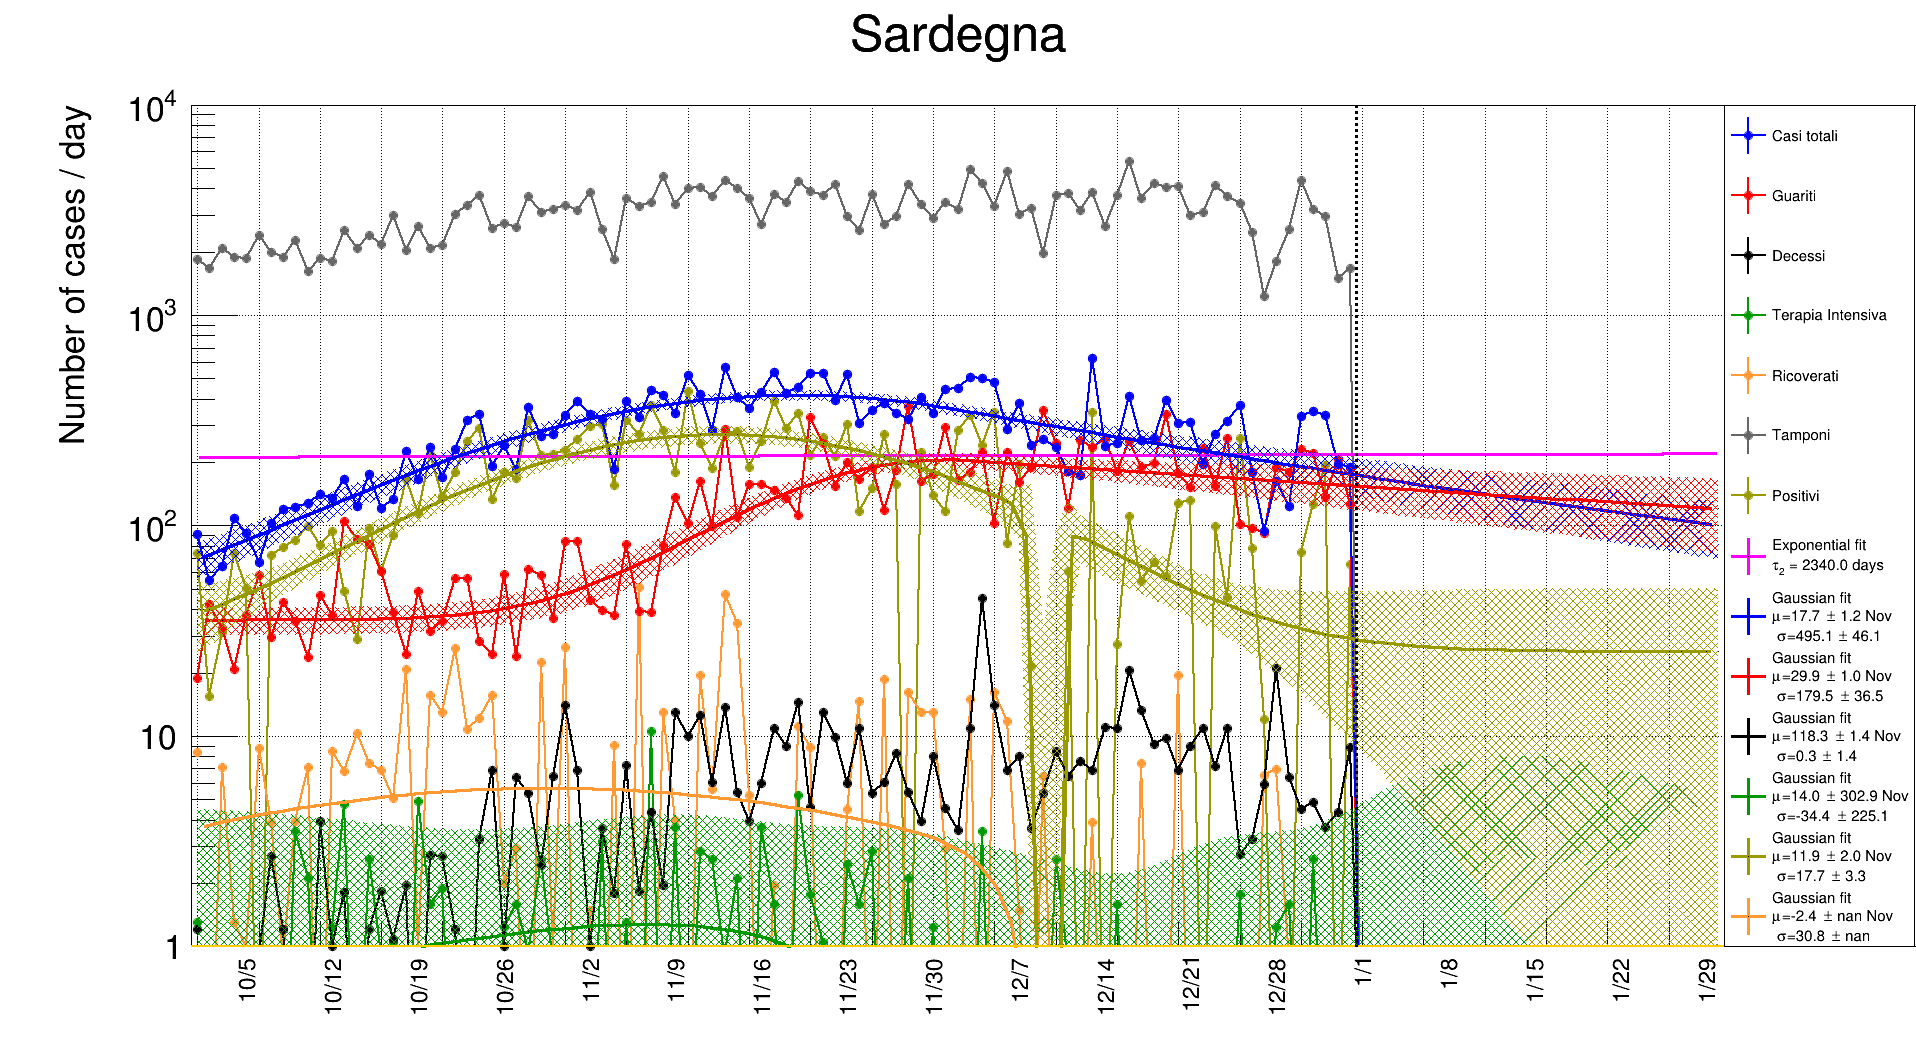 Sardegna
Number of cases / day
10^4
10^3
10^2
10
1
10/5
10/12
10/19
10/26
11/2
11/9
11/16
11/23
11/30
12/7
12/14
12/21
12/28
1/1
1/8
1/15
1/22
1/29
Casi totali
Guariti
Decessi
Terapia Intensiva
Ricoverati
Tamponi
Positivi
Exponential fit
τ₂ = 2340.0 days
Gaussian fit
μ=17.7 ± 1.2 Nov
σ=495.1 ± 46.1
Gaussian fit
μ=29.9 ± 1.0 Nov
σ=179.5 ± 36.5
Gaussian fit
μ=118.3 ± 1.4 Nov
σ=0.3 ± 1.4
Gaussian fit
μ=14.0 ± 302.9 Nov
σ=-34.4 ± 225.1
Gaussian fit
μ=11.9 ± 2.0 Nov
σ=17.7 ± 3.3
Gaussian fit
μ=-2.4 ± nan Nov
σ=30.8 ± nan